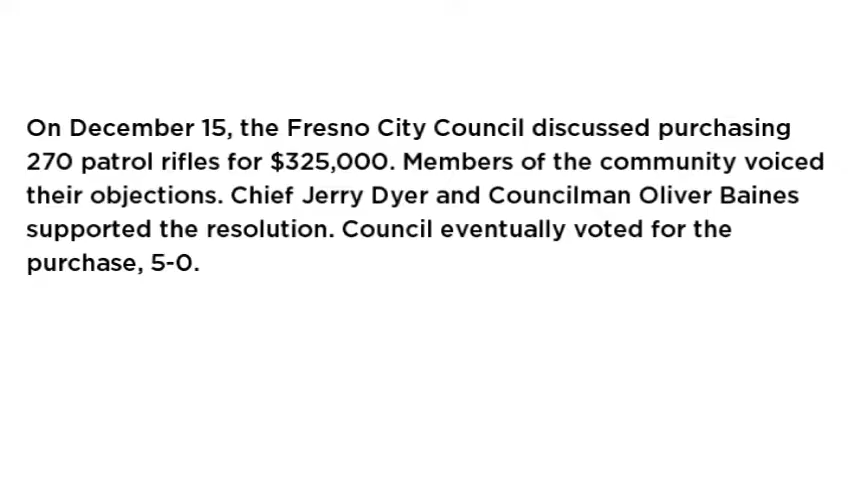 On December 15, the Fresno City Council discussed purchasing
270 patrol rifles for $325,000. Members of the community voiced
their objections. Chief Jerry Dyer and Councilman Oliver Baines
supported the resolution. Council eventually voted for the
purchase, 5-0.